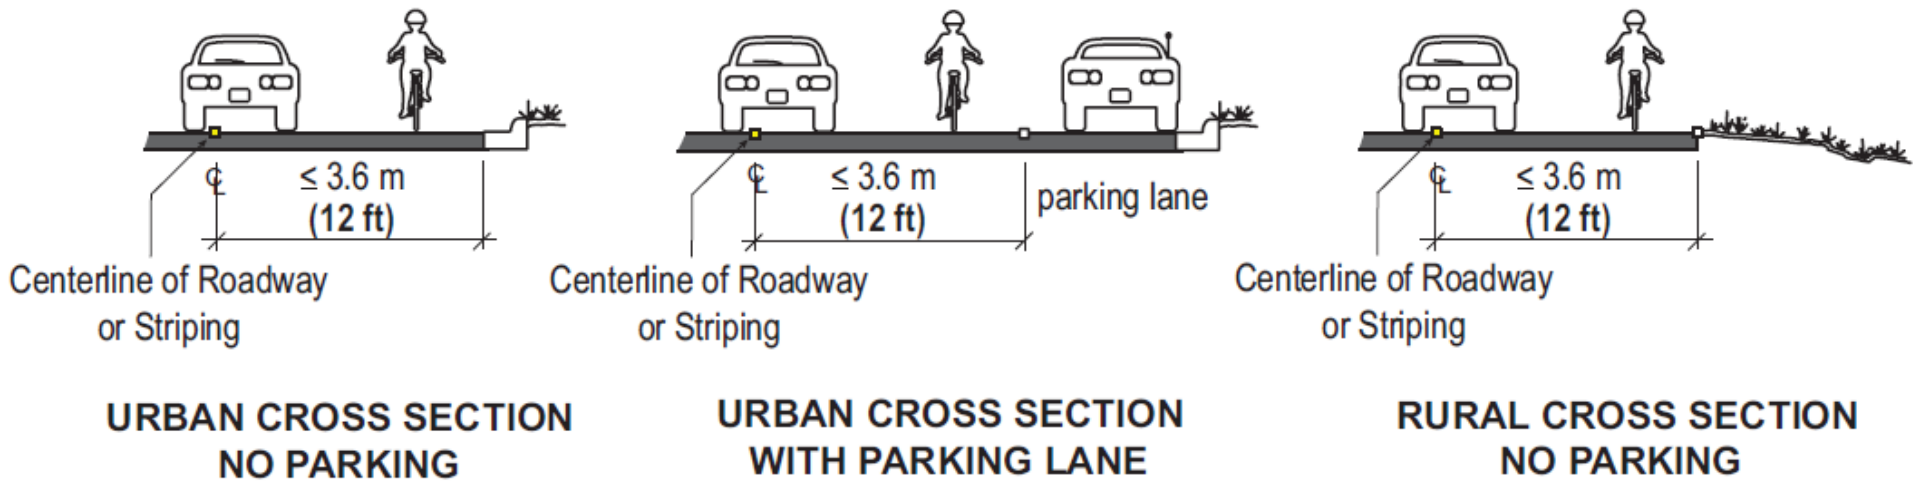 ℄
≤ 3.6 m
(12 ft)
Centerline of Roadway
or Striping
URBAN CROSS SECTION
NO PARKING
℄
≤ 3.6 m
(12 ft)
parking lane
Centerline of Roadway
or Striping
URBAN CROSS SECTION
WITH PARKING LANE
℄
≤ 3.6 m
(12 ft)
Centerline of Roadway
or Striping
RURAL CROSS SECTION
NO PARKING